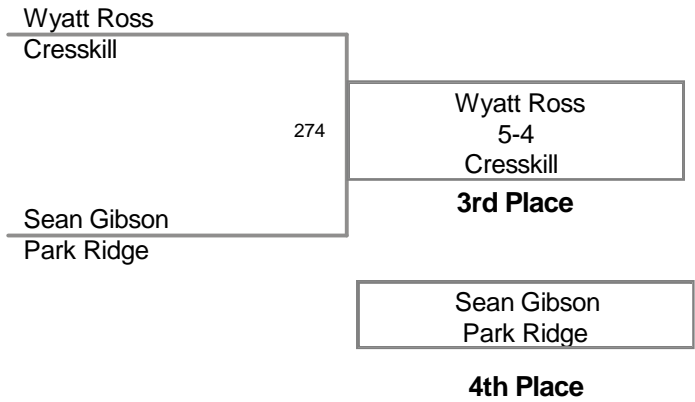 Wyatt Ross
Cresskill
274
Wyatt Ross
5-4
Cresskill
3rd Place
Sean Gibson
Park Ridge
Sean Gibson
Park Ridge
4th Place